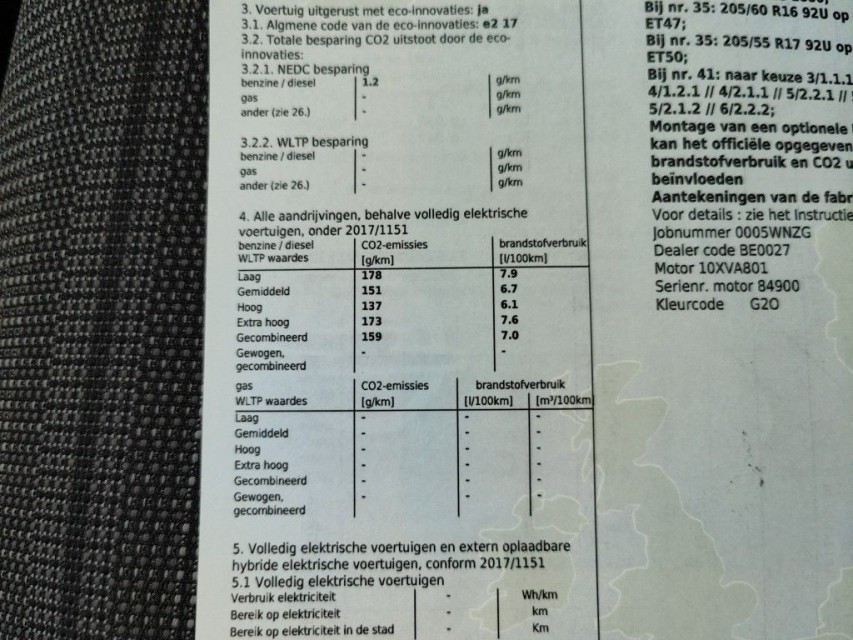 3. Voertuig uitgerust met eco-innovaties: ja
3.1. Algmene code van de eco-innovaties: e2 17
3.2. Totale besparing CO2 uitstoot door de eco-
innovaties:
3.2.1. NEDC besparing
benzine / diesel 1.2 g/km
gas - g/km
ander (zie 26.) - g/km
3.2.2. WLTP besparing
benzine / diesel - g/km
gas - g/km
ander (zie 26.) - g/km
4. Alle aandrijvingen, behalve volledig elektrische
voertuigen, onder 2017/1151
benzine / diesel CO2-emissies brandstofverbruik
WLTP waardes [g/km] [l/100km]
Laag 178 7.9
Gemiddeld 151 6.7
Hoog 137 6.1
Extra hoog 173 7.6
Gecombineerd 159 7.0
Gewogen, - -
gecombineerd
gas CO2-emissies brandstofverbruik
WLTP waardes [g/km] [l/100km] [m³/100km
Laag - - -
Gemiddeld - - -
Hoog - - -
Extra hoog - - -
Gecombineerd - - -
Gewogen, - - -
gecombineerd
5. Volledig elektrische voertuigen en extern oplaadbare
hybride elektrische voertuigen, conform 2017/1151
5.1 Volledig elektrische voertuigen
Verbruik elektriciteit - Wh/km
Bereik op elektriciteit - km
Bereik op elektriciteit in de stad - Km
Bij nr. 35: 205/60 R16 92U op
ET47;
Bij nr. 35: 205/55 R17 92U op
ET50;
Bij nr. 41: naar keuze 3/1.1.1
4/1.2.1 // 4/2.1.1 // 5/2.2.1 //
5/2.1.2 // 6/2.2.2;
Montage van een optionele
kan het officiële opgegeven
brandstofverbruik en CO2 u
beïnvloeden
Aantekeningen van de fabr
Voor details : zie het Instructie
Jobnummer 0005WNZG
Dealer code BE0027
Motor 10XVA801
Serienr. motor 84900
Kleurcode G2O